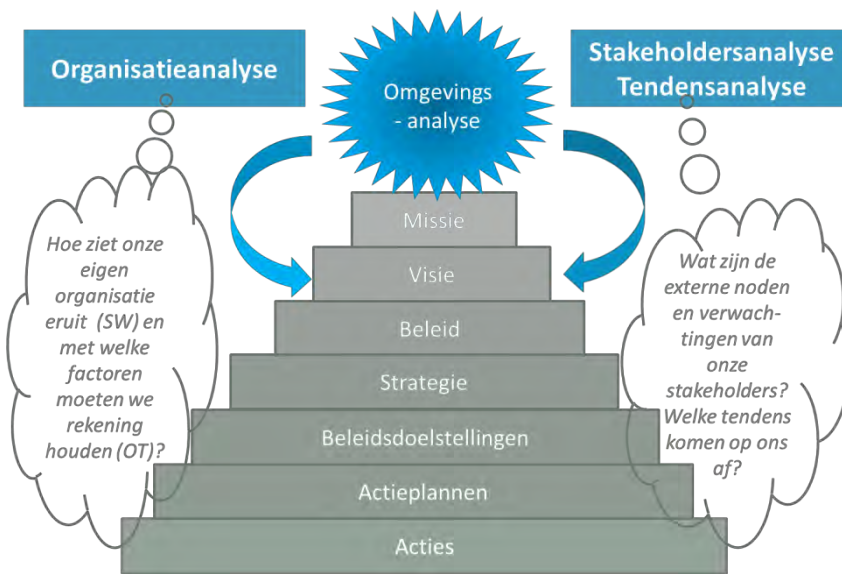 Organisatieanalyse
Omgevings
- analyse
Stakeholdersanalyse
Tendensanalyse
Hoe ziet onze
eigen
organisatie
eruit (SW) en
met welke
factoren
moeten we
rekening
houden (OT)?
Missie
Visie
Beleid
Strategie
Beleidsdoelstellingen
Actieplannen
Acties
Wat zijn de
externe noden
en verwach-
tingen van
onze
stakeholders?
Welke tendens
komen op ons
af?